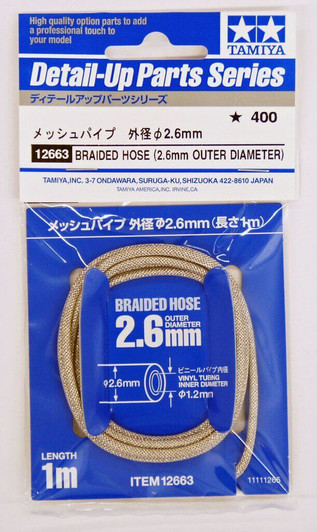 High quality option parts to add
a professional touch to
your model.
TAMIYA
Detail-Up Parts Series
ディテールアップパーツシリーズ
★ 400
メッシュパイプ 外径φ2.6mm
12663 BRAIDED HOSE (2.6mm OUTER DIAMETER)
TAMIYA,INC. 3-7 ONDAWARA, SURUGA-KU, SHIZUOKA 422-8610 JAPAN
TAMIYA AMERICA, INC. IRVINE, CA
メッシュパイプ 外径φ2.6mm(長さ1m)
BRAIDED HOSE
2.6mm OUTER DIAMETER
φ2.6mm
ビニールパイプ内径
VINYL TUBING
INNER DIAMETER
φ1.2mm
LENGTH
1m
ITEM 12663
11111266